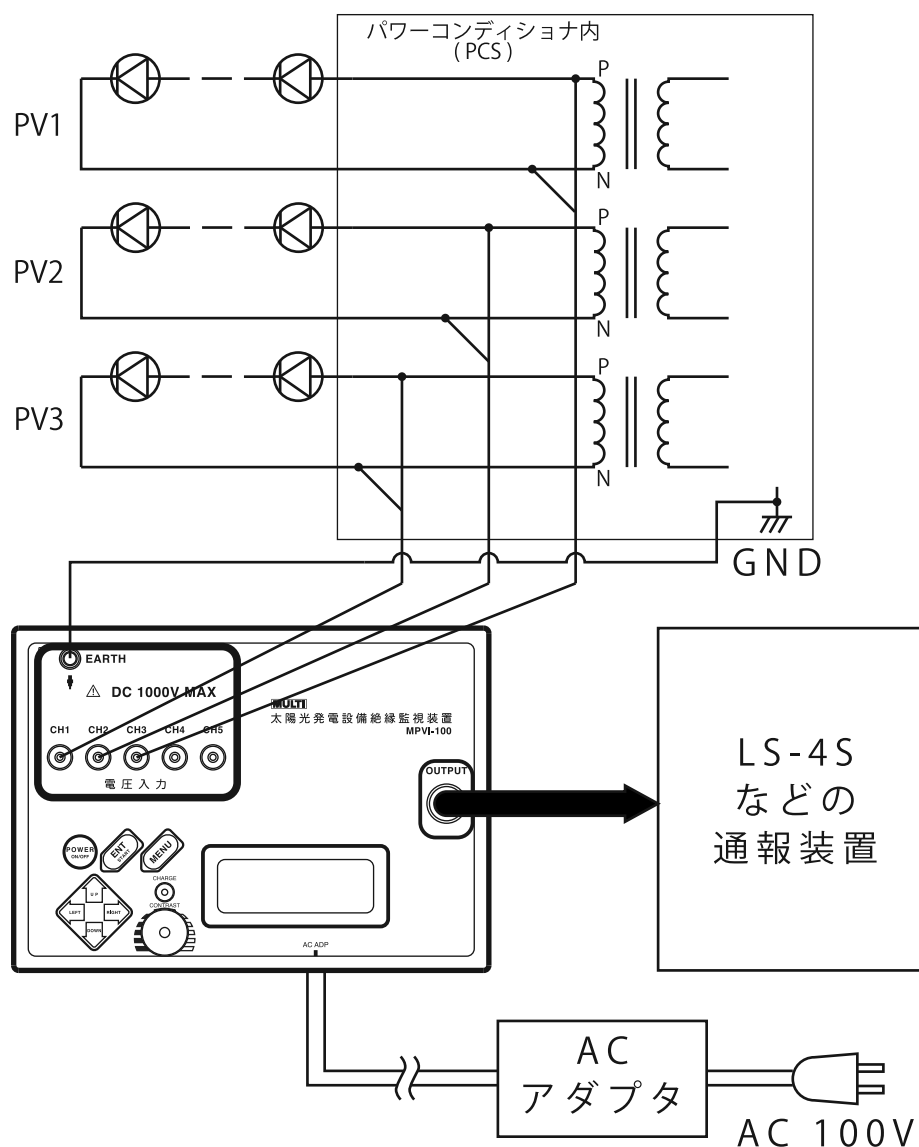 パワーコンディショナ内
(PCS)
P
PV1
N
P
PV2
N
P
PV3
N
GND
EARTH
⚠ DC 1000V MAX
MULTI
太陽光発電設備絶縁監視装置
MPVI-100
CH1 CH2 CH3 CH4 CH5
電圧入力
OUTPUT
LS-4S
などの
通報装置
POWER
ON/OFF
ENT
START
MENU
CHARGE
CONTRAST
UP
LEFT
RIGHT
DOWN
AC ADP
AC
アダプタ
AC 100V